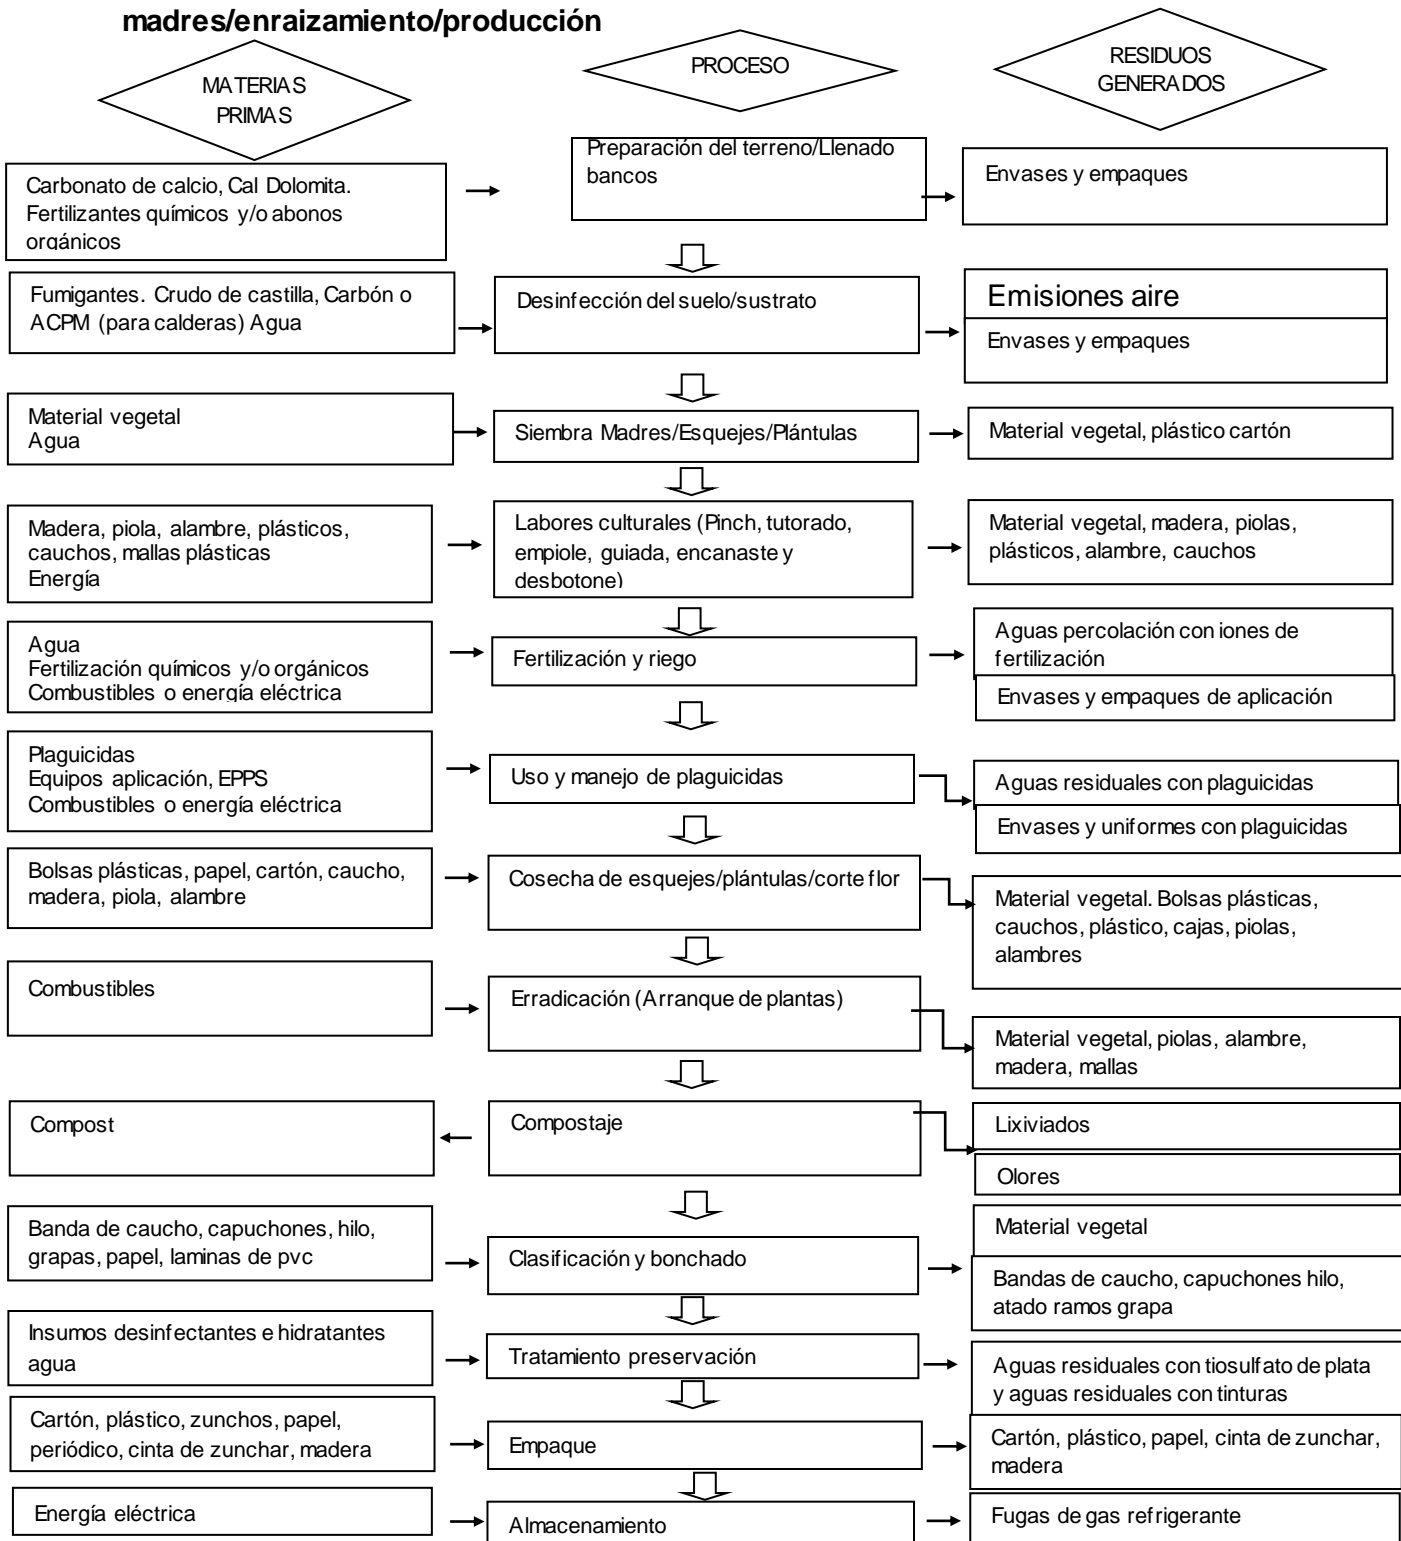 madres/enraizamiento/producción
MATERIAS
PRIMAS
PROCESO
RESIDUOS
GENERADOS
Carbonato de calcio, Cal Dolomita.
Fertilizantes químicos y/o abonos
orgánicos
Preparación del terreno/Llenado
bancos
Envases y empaques
Fumigantes. Crudo de castilla, Carbón o
ACPM (para calderas) Agua
Desinfección del suelo/sustrato
Emisiones aire
Envases y empaques
Material vegetal
Agua
Siembra Madres/Esquejes/Plántulas
Material vegetal, plástico cartón
Madera, piola, alambre, plásticos,
cauchos, mallas plásticas
Energía
Labores culturales (Pinch, tutorado,
empiole, guiada, encanaste y
desbotone)
Material vegetal, madera, piolas,
plásticos, alambre, cauchos
Agua
Fertilización químicos y/o orgánicos
Combustibles o energía eléctrica
Fertilización y riego
Aguas percolación con iones de
fertilización
Envases y empaques de aplicación
Plaguicidas
Equipos aplicación, EPPS
Combustibles o energía eléctrica
Uso y manejo de plaguicidas
Aguas residuales con plaguicidas
Envases y uniformes con plaguicidas
Bolsas plásticas, papel, cartón, caucho,
madera, piola, alambre
Cosecha de esquejes/plántulas/corte flor
Material vegetal. Bolsas plásticas,
cauchos, plástico, cajas, piolas,
alambres
Combustibles
Erradicación (Arranque de plantas)
Material vegetal, piolas, alambre,
madera, mallas
Compost
Compostaje
Lixiviados
Olores
Banda de caucho, capuchones, hilo,
grapas, papel, laminas de pvc
Clasificación y bonchado
Material vegetal
Bandas de caucho, capuchones hilo,
atado ramos grapa
Insumos desinfectantes e hidratantes
agua
Tratamiento preservación
Aguas residuales con tiosulfato de plata
y aguas residuales con tinturas
Cartón, plástico, zunchos, papel,
periódico, cinta de zunchar, madera
Empaque
Cartón, plástico, papel, cinta de zunchar,
madera
Energía eléctrica
Almacenamiento
Fugas de gas refrigerante